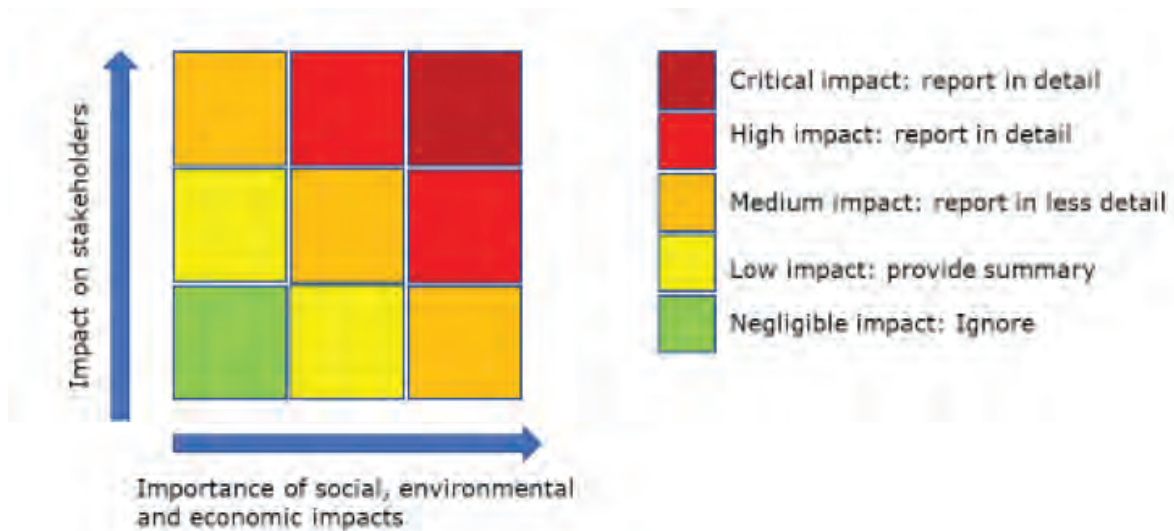 Impact on stakeholders
Critical impact: report in detail
High impact: report in detail
Medium impact: report in less detail
Low impact: provide summary
Negligible impact: Ignore
Importance of social, environmental
and economic impacts